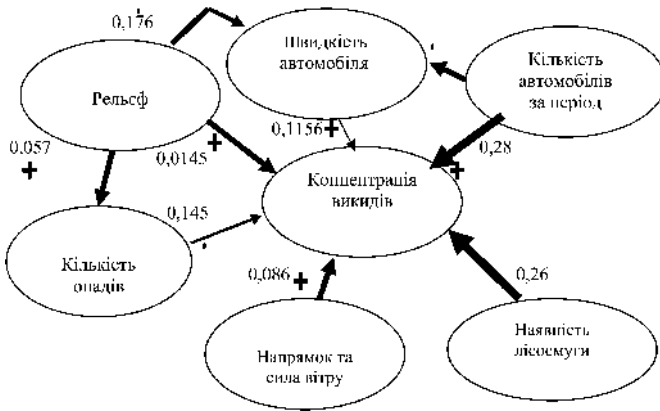 0,176
Швидкість
автомобіля
Кількість
автомобілів
за період
Рельєф
0.057
+
0,0145
+
0,1156
+
0,28
+
Концентрація
викидів
0,145
Кількість
опадів
0,086
+
0,26
Напрямок та
сила вітру
Наявність
лісосмуги